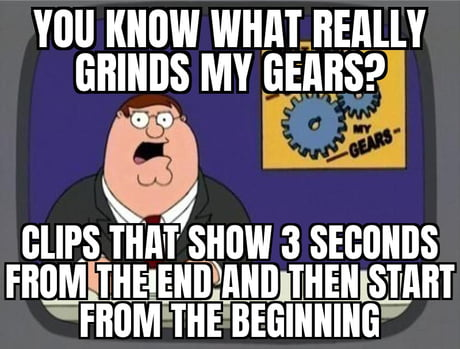 YOU KNOW WHAT REALLY
GRINDS MY GEARS?
MY
GEARS
CLIPS THAT SHOW 3 SECONDS
FROM THE END AND THEN START
FROM THE BEGINNING